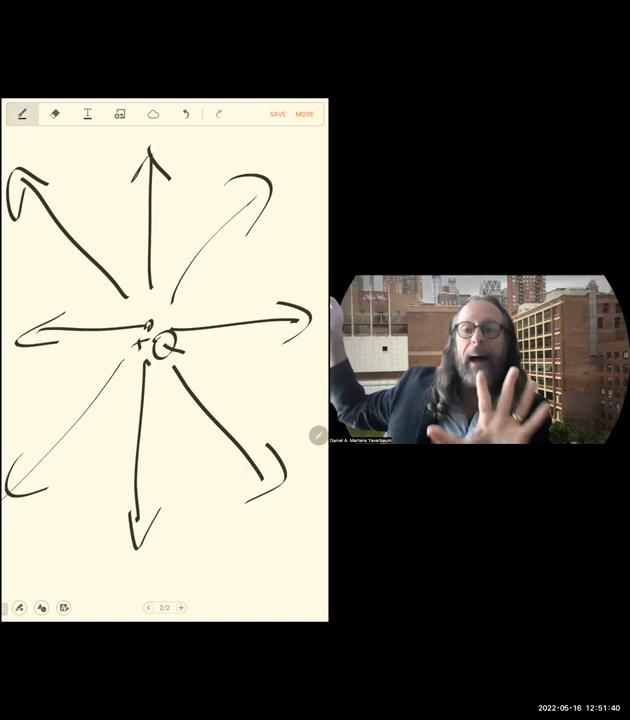 T SAVE MORE
+Q
Daniel A. Martens Yaverbaum
2/2
2022-05-16 12:51:40